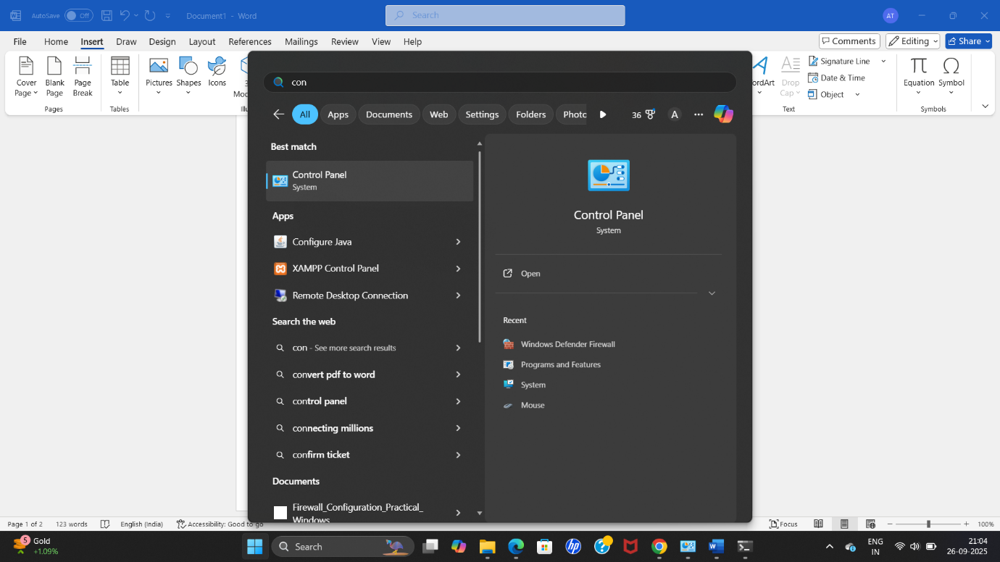 AutoSave Off Document1 - Word Search AT
File Home Insert Draw Design Layout References Mailings Review View Help Comments Editing Share
Cover Page
Blank Page
Page Break
Pages
Table
Tables
Pictures
Shapes
Icons
Drop Cap
Signature Line
Date & Time
Object
Text
Equation
Symbol
Symbols
con
All Apps Documents Web Settings Folders 36 A
Best match
Control Panel
System
Apps
Configure Java
XAMPP Control Panel
Remote Desktop Connection
Search the web
con - See more search results
convert pdf to word
control panel
connecting millions
confirm ticket
Documents
Firewall_Configuration_Practical_
Windows
Control Panel
System
Open
Recent
Windows Defender Firewall
Programs and Features
System
Mouse
Page 1 of 2 123 words English (India) Accessibility: Good to go Focus 100%
5 Gold
+1.09%
Search
ENG
IN
21:04
26-09-2025